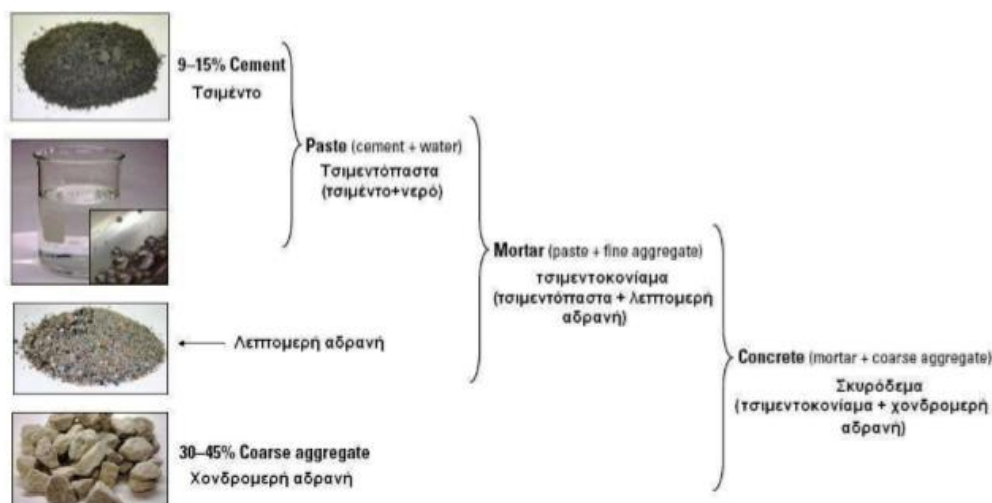 9–15% Cement
Τσιμέντο
Paste (cement + water)
Τσιμεντόπαστα
(τσιμέντο+νερό)
Mortar (paste + fine aggregate)
τσιμεντοκονίαμα
(τσιμεντόπαστα + λεπτομερή
αδρανή)
Λεπτομερή αδρανή
Concrete (mortar + coarse aggregate)
Σκυρόδεμα
(τσιμεντοκονίαμα + χονδρομερή
αδρανή)
30–45% Coarse aggregate
Χονδρομερή αδρανή